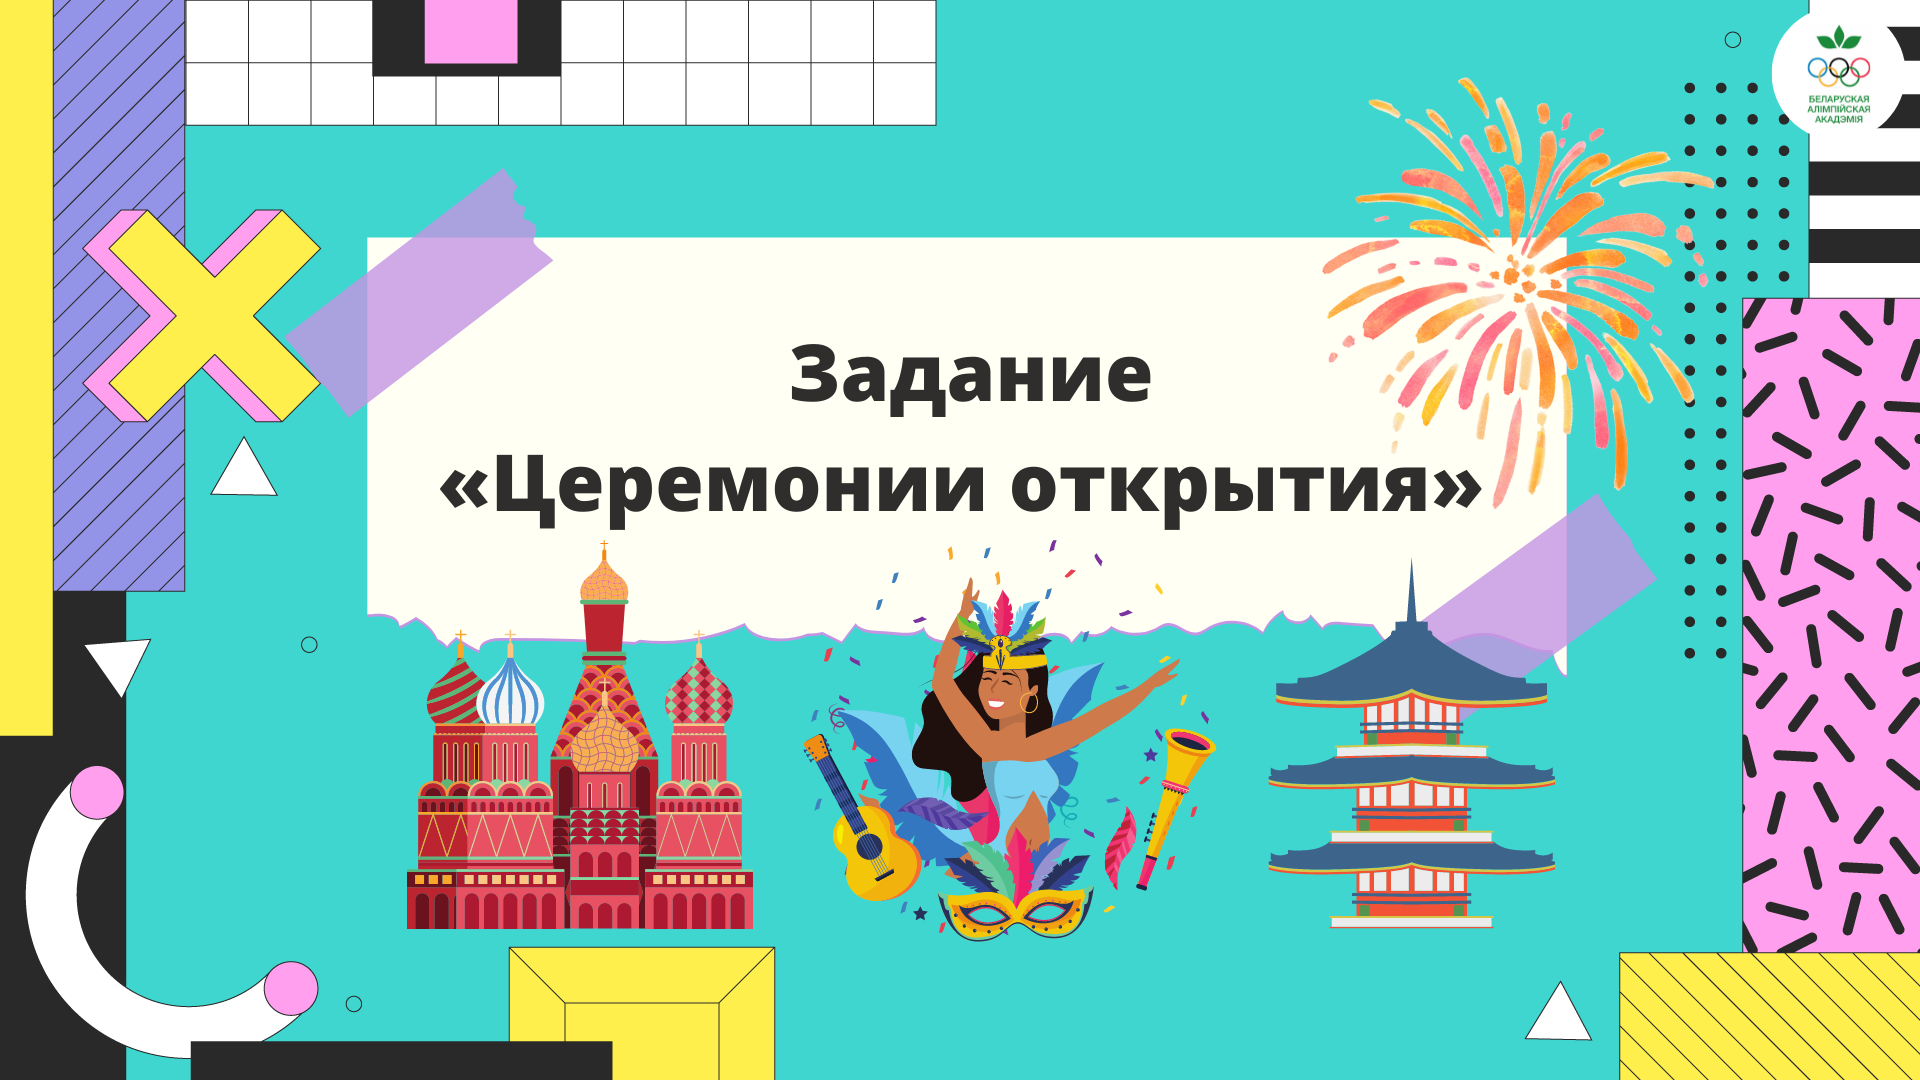 БЕЛАРУСКАЯ
АЛІМПІЙСКАЯ
АКАДЭМІЯ
Задание
«Церемонии открытия»